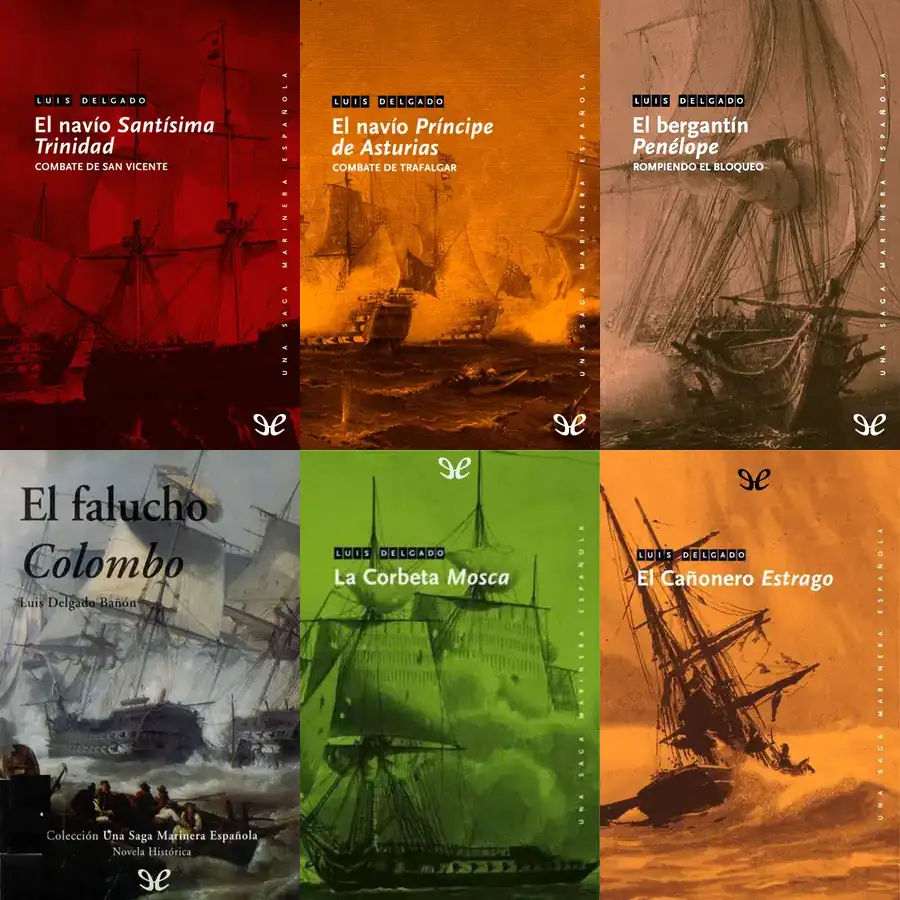 LUIS DELGADO
El navío Santísima
Trinidad
COMBATE DE SAN VICENTE
UNA SAGA MARINERA ESPAÑOLA
LUIS DELGADO
El navío Príncipe
de Asturias
COMBATE DE TRAFALGAR
UNA SAGA MARINERA ESPAÑOLA
LUIS DELGADO
El bergantín
Penélope
ROMPIENDO EL BLOQUEO
UNA SAGA MARINERA ESPAÑOLA
El falucho
Colombo
Luis Delgado Bañón
Colección Una Saga Marinera Española
Novela Histórica
LUIS DELGADO
La Corbeta Mosca
UNA SAGA MARINERA ESPAÑOLA
LUIS DELGADO
El Cañonero Estrago
UNA SAGA MARINERA ESPAÑOLA